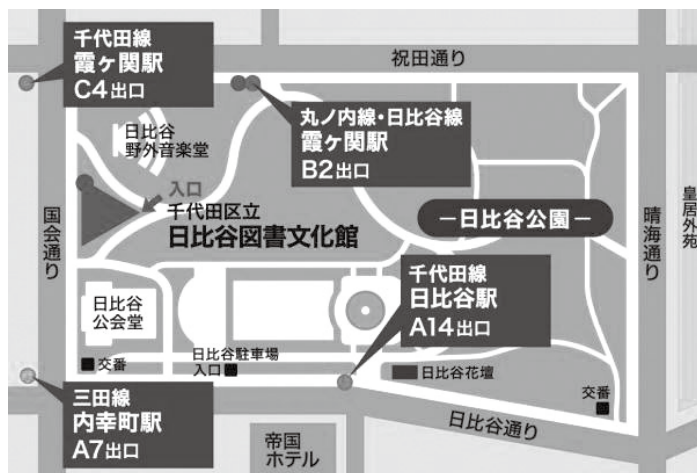 千代田線
霞ヶ関駅
C4出口
祝田通り
丸ノ内線・日比谷線
霞ヶ関駅
B2出口
日比谷
野外音楽堂
入口
千代田区立
日比谷図書文化館
国会通り
－日比谷公園－
晴海通り
皇居外苑
千代田線
日比谷駅
A14出口
日比谷
公会堂
交番
日比谷駐車場
入口
日比谷花壇
交番
三田線
内幸町駅
A7出口
日比谷通り
帝国
ホテル